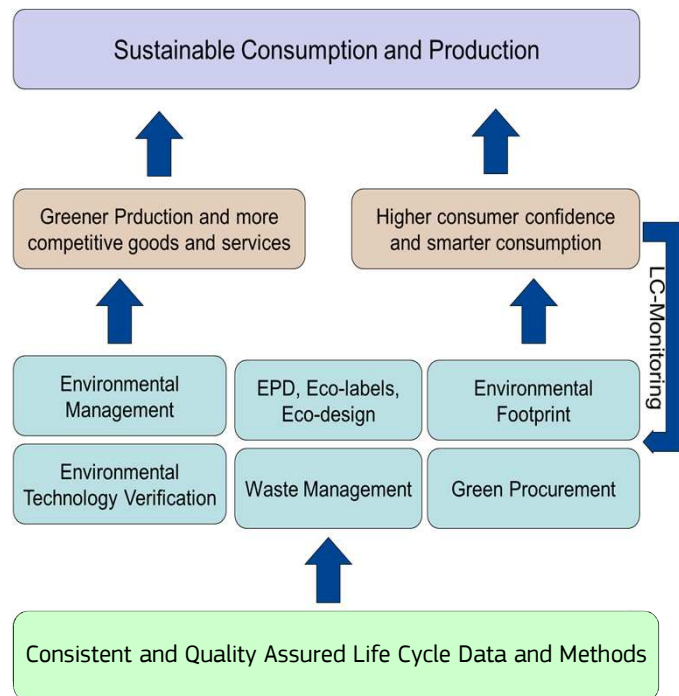 Sustainable Consumption and Production
Greener Prduction and more
competitive goods and services
Higher consumer confidence
and smarter consumption
LC-Monitoring
Environmental
Management
EPD, Eco-labels,
Eco-design
Environmental
Footprint
Environmental
Technology Verification
Waste Management
Green Procurement
Consistent and Quality Assured Life Cycle Data and Methods